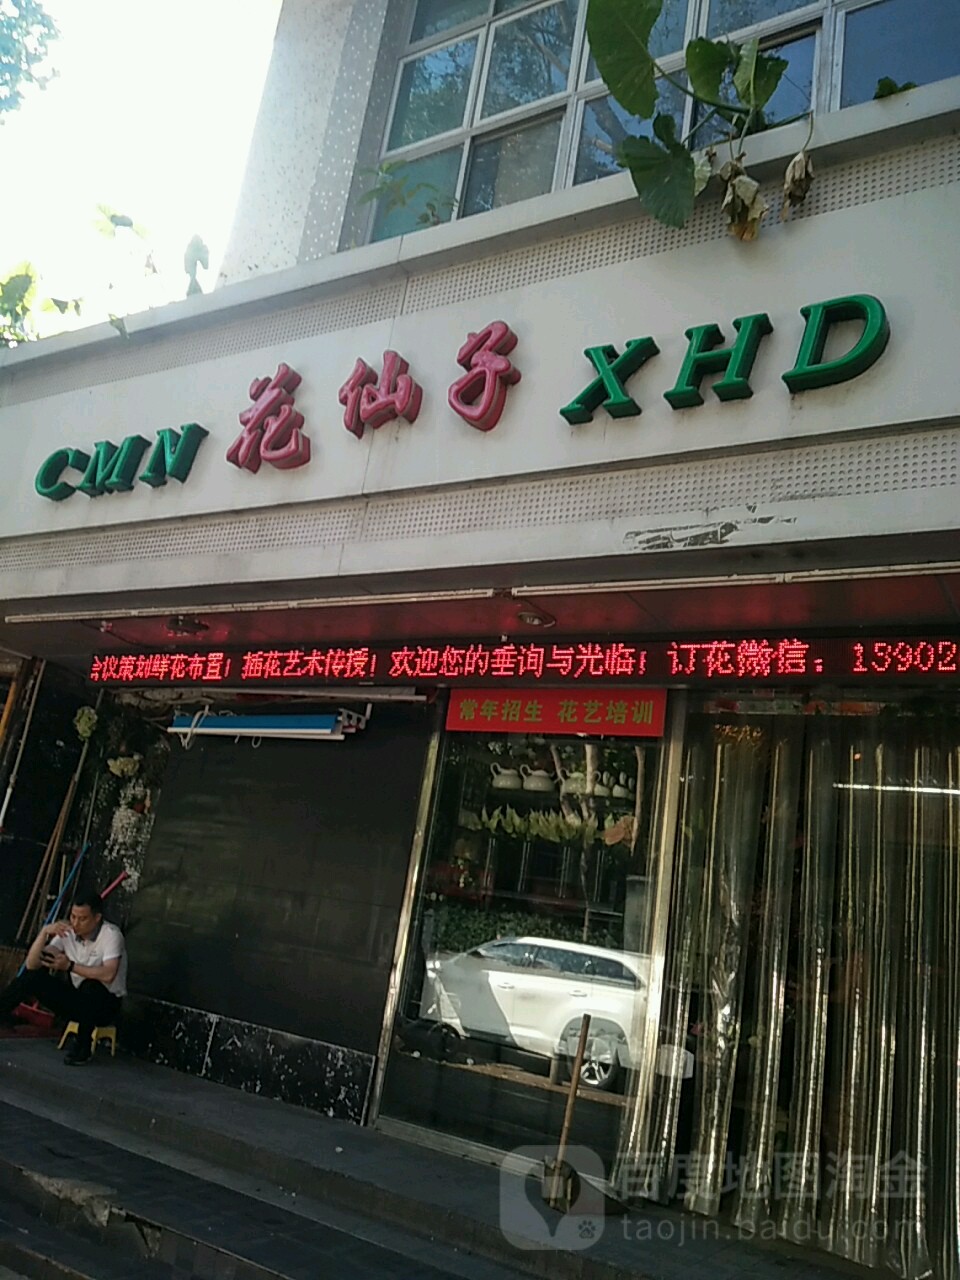 CMN 花仙子 XHD
会议策划鲜花布置！插花艺术传授！欢迎您的垂询与光临！订花微信：13902
常年招生 花艺培训
百度地图淘金
taojin.baidu.com